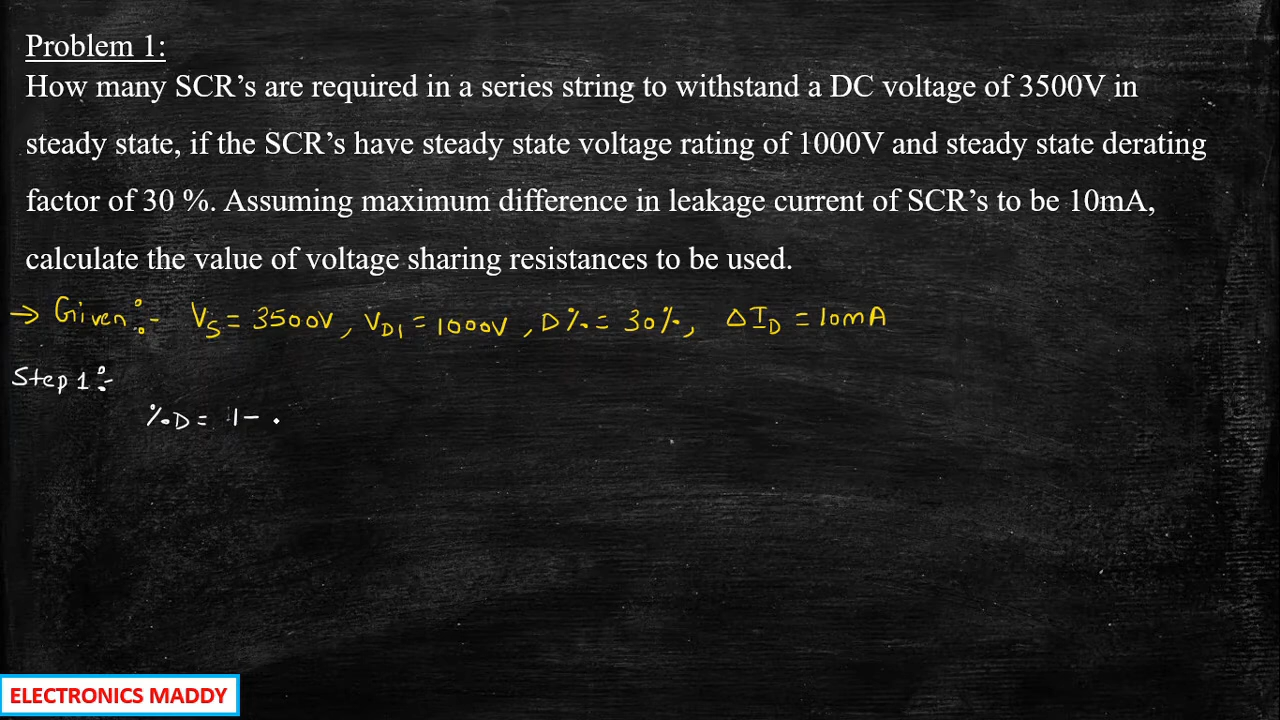 Problem 1:
How many SCR’s are required in a series string to withstand a DC voltage of 3500V in
steady state, if the SCR’s have steady state voltage rating of 1000V and steady state derating
factor of 30 %. Assuming maximum difference in leakage current of SCR’s to be 10mA,
calculate the value of voltage sharing resistances to be used.
→ Given:- VS = 3500V, VD1 = 1000V, D% = 30%, ΔID = 10mA
Step 1:-
%D = 1 -
ELECTRONICS MADDY